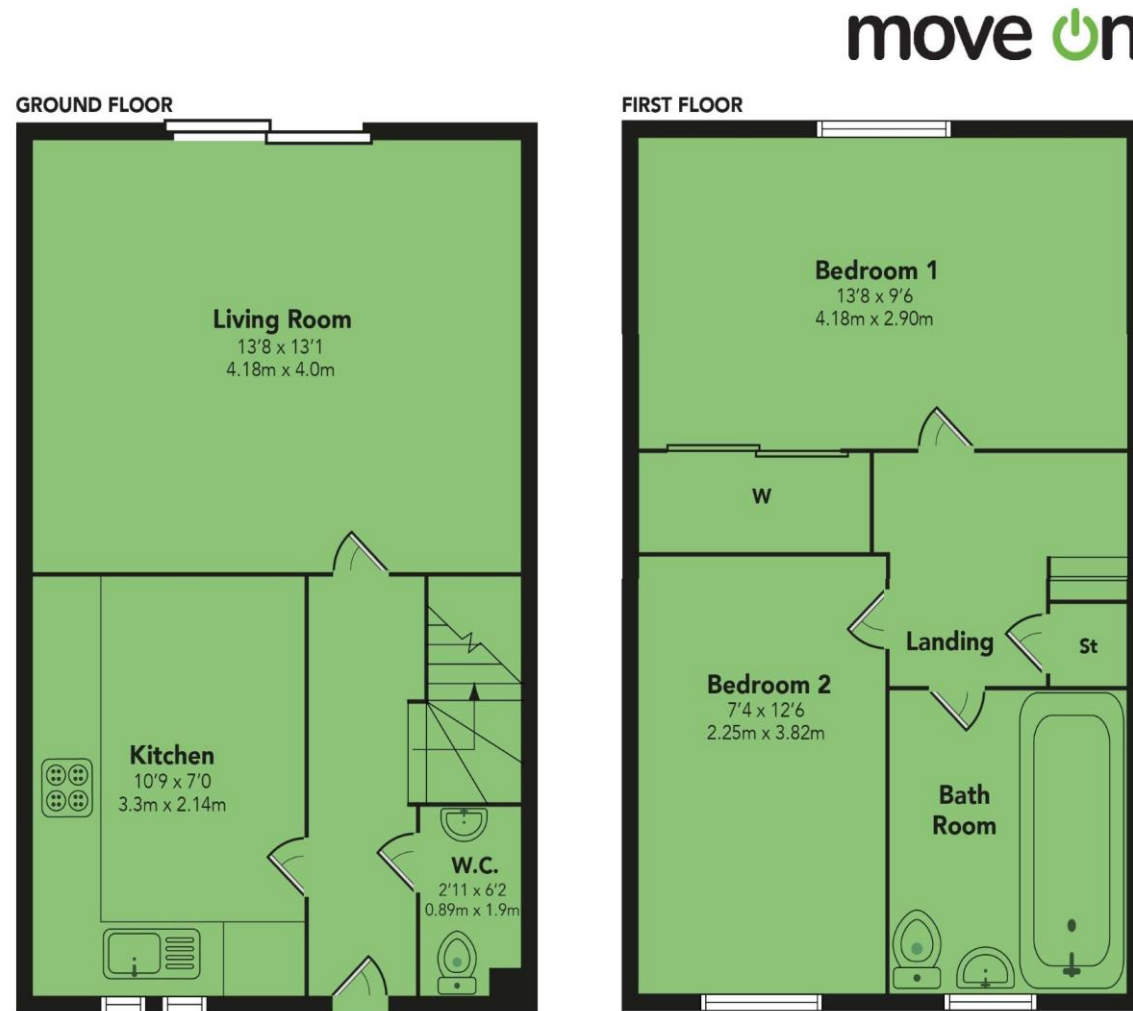 move on
GROUND FLOOR
Living Room
13'8 x 13'1
4.18m x 4.0m
Kitchen
10'9 x 7'0
3.3m x 2.14m
W.C.
2'11 x 6'2
0.89m x 1.9m
FIRST FLOOR
Bedroom 1
13'8 x 9'6
4.18m x 2.90m
W
Landing
St
Bedroom 2
7'4 x 12'6
2.25m x 3.82m
Bath
Room